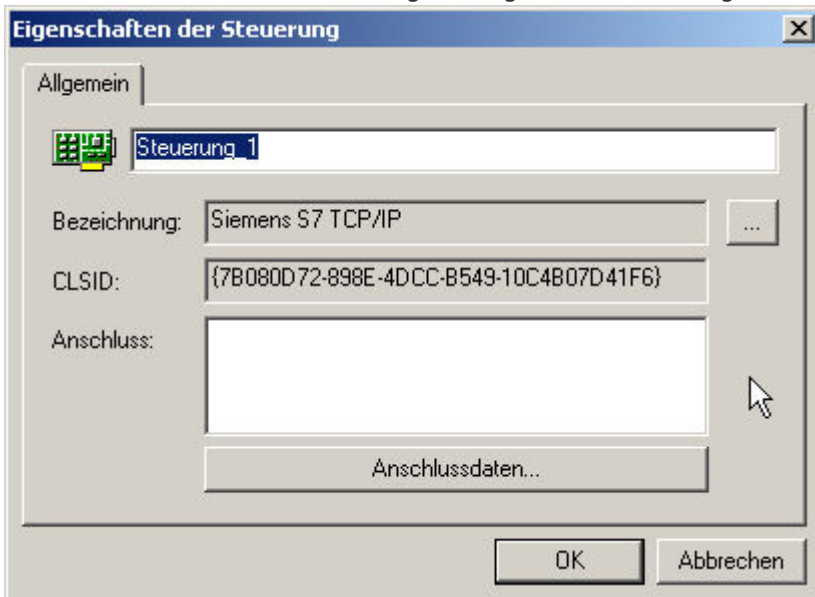 Eigenschaften der Steuerung
Allgemein
Steuerung_1
Bezeichnung: Siemens S7 TCP/IP ...
CLSID: {7B080D72-898E-4DCC-B549-10C4B07D41F6}
Anschluss:
Anschlussdaten...
OK Abbrechen